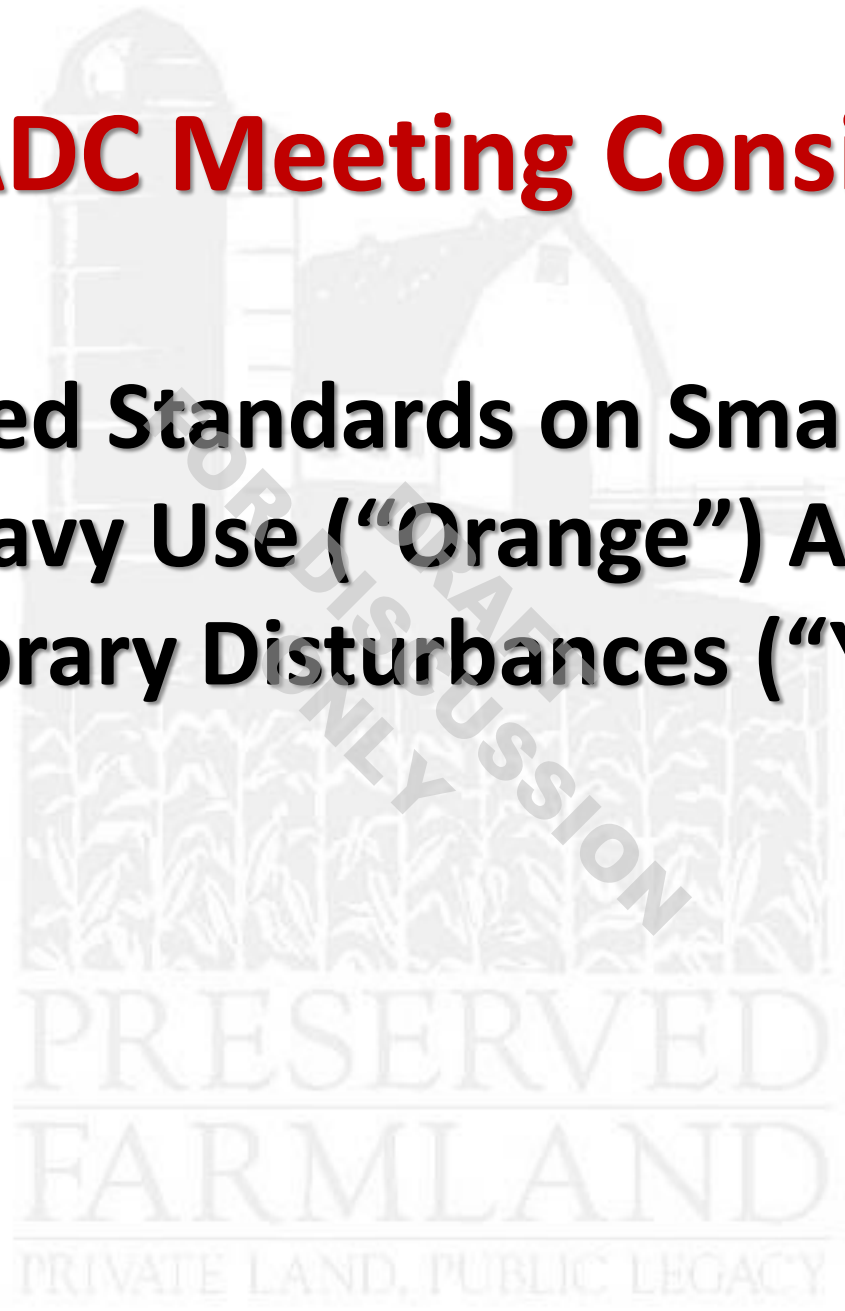 ADC Meeting Consi
ed Standards on Sma
avy Use (“Orange”) A
orary Disturbances (“Y
DRAFT
FOR DISCUSSION
ONLY
PRESERVED
FARMLAND
PRIVATE LAND, PUBLIC LEGACY